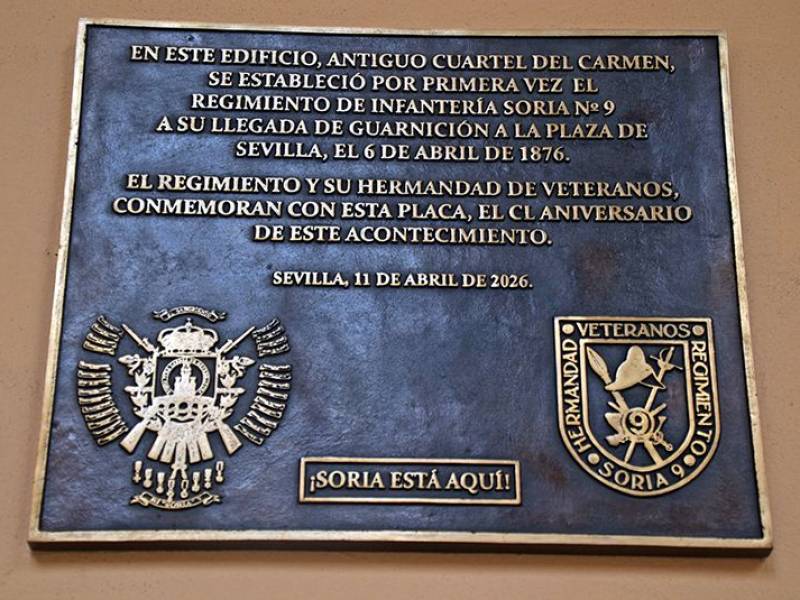 EN ESTE EDIFICIO, ANTIGUO CUARTEL DEL CARMEN,
SE ESTABLECIÓ POR PRIMERA VEZ EL
REGIMIENTO DE INFANTERÍA SORIA Nº 9
A SU LLEGADA DE GUARNICIÓN A LA PLAZA DE
SEVILLA, EL 6 DE ABRIL DE 1876.
EL REGIMIENTO Y SU HERMANDAD DE VETERANOS,
CONMEMORAN CON ESTA PLACA, EL CL ANIVERSARIO
DE ESTE ACONTECIMIENTO.
SEVILLA, 11 DE ABRIL DE 2026.
HERMANDAD VETERANOS REGIMIENTO
SORIA 9
9
¡SORIA ESTÁ AQUÍ!